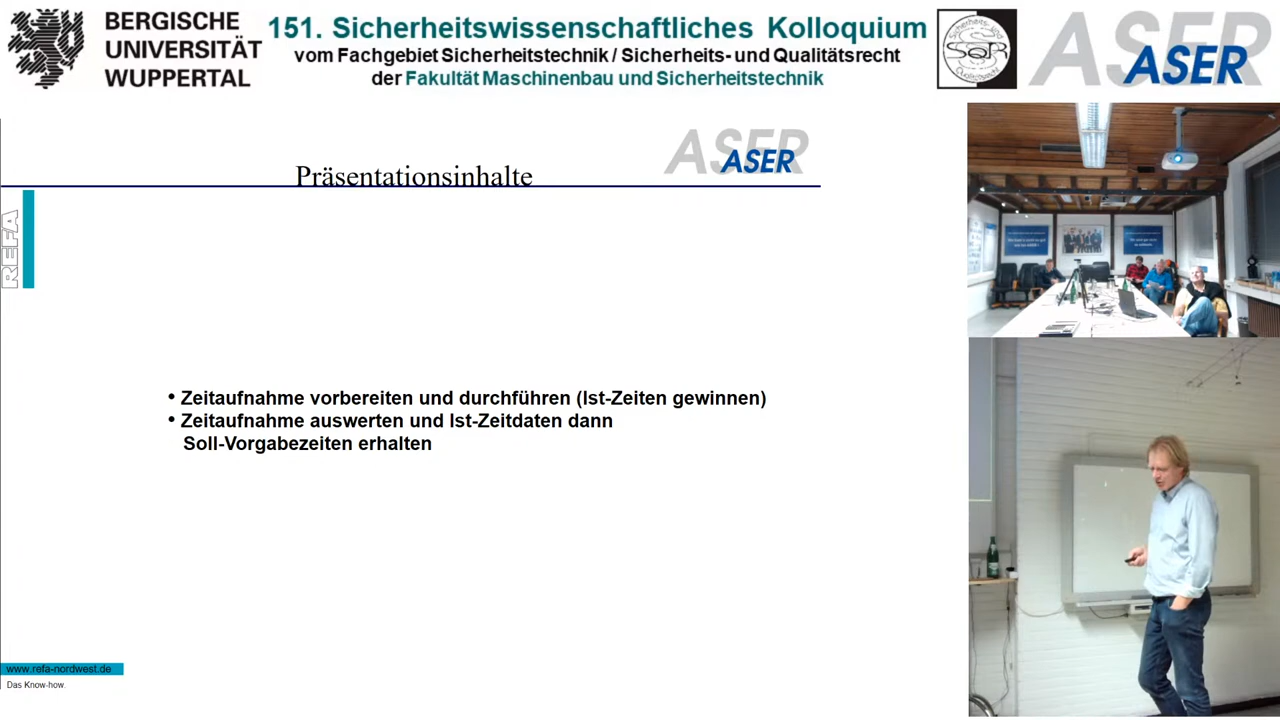 BERGISCHE
UNIVERSITÄT
WUPPERTAL
151. Sicherheitswissenschaftliches Kolloquium
vom Fachgebiet Sicherheitstechnik / Sicherheits- und Qualitätsrecht
der Fakultät Maschinenbau und Sicherheitstechnik
SQR
ASER
ASER
Präsentationsinhalte
ASER
ASER
REFA
• Zeitaufnahme vorbereiten und durchführen (Ist-Zeiten gewinnen)
• Zeitaufnahme auswerten und Ist-Zeitdaten dann
Soll-Vorgabezeiten erhalten
www.refa-nordwest.de
Das Know-how.